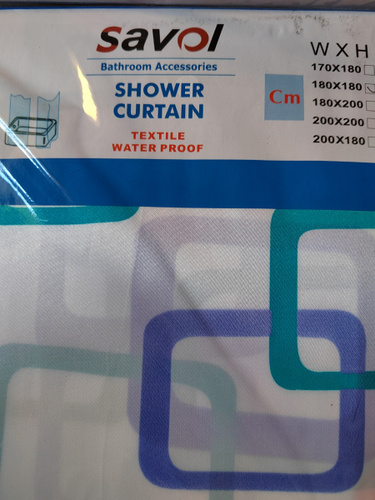 savol
Bathroom Accessories
SHOWER
CURTAIN
TEXTILE
WATER PROOF
Cm
W X H
170X180
180X180
180X200
200X200
200X180